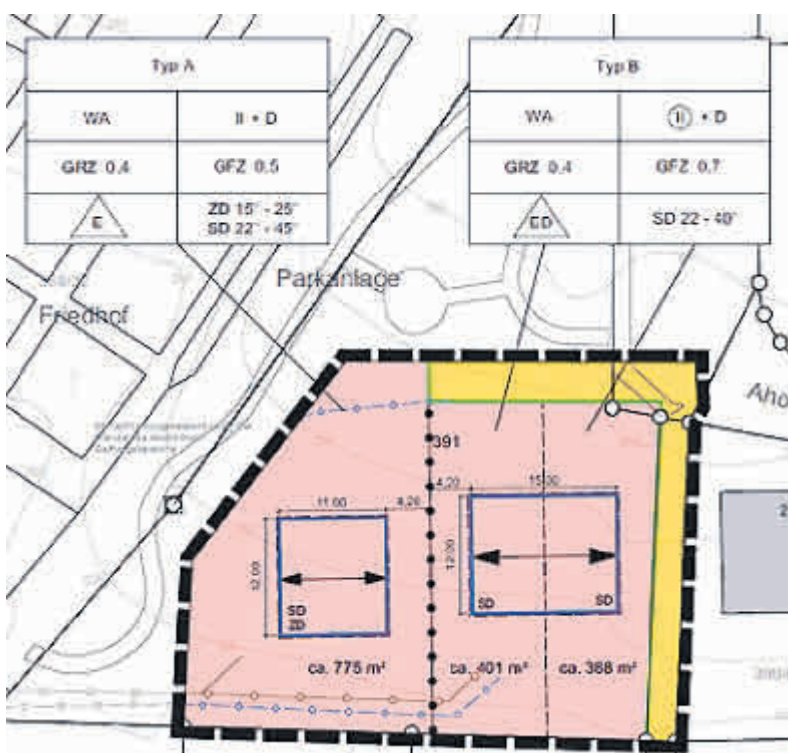 Typ A
WA
II + D
GRZ 0.4
GFZ 0.5
E
ZD 15° - 25°
SD 22° - 45°
Typ B
WA
II + D
GRZ 0.4
GFZ 0.7
ED
SD 22 - 40°
Parkanlage
Friedhof
Aho
391
11.00
4,20
4,20
15.00
12.00
12.00
SD
ZD
SD
SD
2
ca. 775 m²
ca. 401 m²
ca. 388 m²